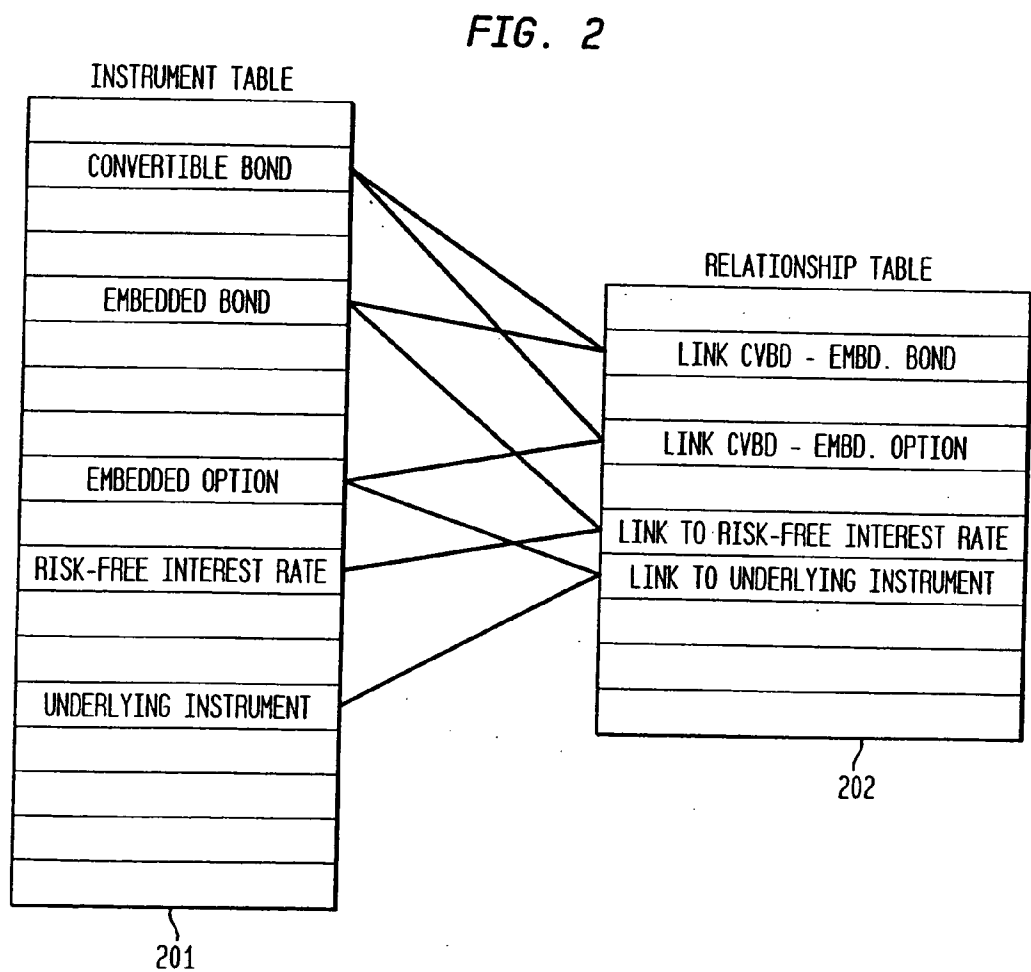 FIG. 2
INSTRUMENT TABLE
CONVERTIBLE BOND
EMBEDDED BOND
EMBEDDED OPTION
RISK-FREE INTEREST RATE
UNDERLYING INSTRUMENT
201
RELATIONSHIP TABLE
LINK CVBD - EMBD. BOND
LINK CVBD - EMBD. OPTION
LINK TO RISK-FREE INTEREST RATE
LINK TO UNDERLYING INSTRUMENT
202